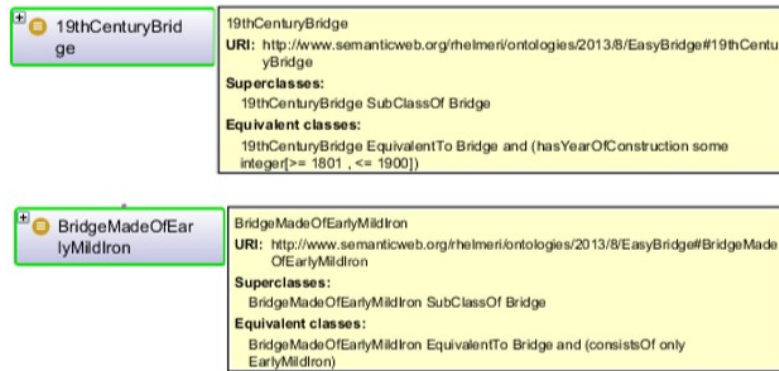 19thCenturyBrid
ge
19thCenturyBridge
URI: http://www.semanticweb.org/rhelmeri/ontologies/2013/8/EasyBridge#19thCentu
yBridge
Superclasses:
19thCenturyBridge SubClassOf Bridge
Equivalent classes:
19thCenturyBridge EquivalentTo Bridge and (hasYearOfConstruction some
integer[>= 1801 , <= 1900])
BridgeMadeOfEar
lyMildIron
BridgeMadeOfEarlyMildIron
URI: http://www.semanticweb.org/rhelmeri/ontologies/2013/8/EasyBridge#BridgeMade
OfEarlyMildIron
Superclasses:
BridgeMadeOfEarlyMildIron SubClassOf Bridge
Equivalent classes:
BridgeMadeOfEarlyMildIron EquivalentTo Bridge and (consistsOf only
EarlyMildIron)